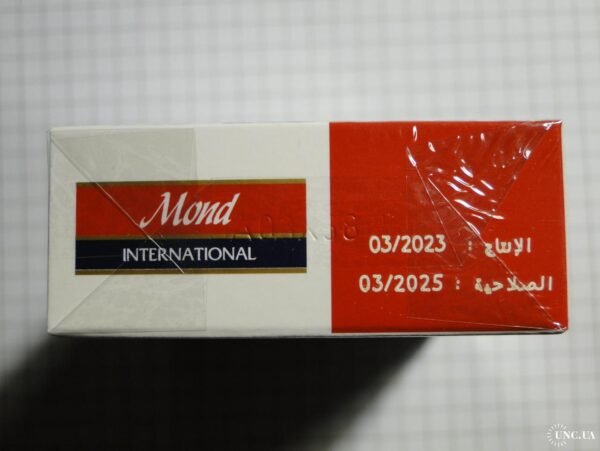 Mond
INTERNATIONAL
الإنتاج : 03/2023
الصلاحية : 03/2025
UNC.UA